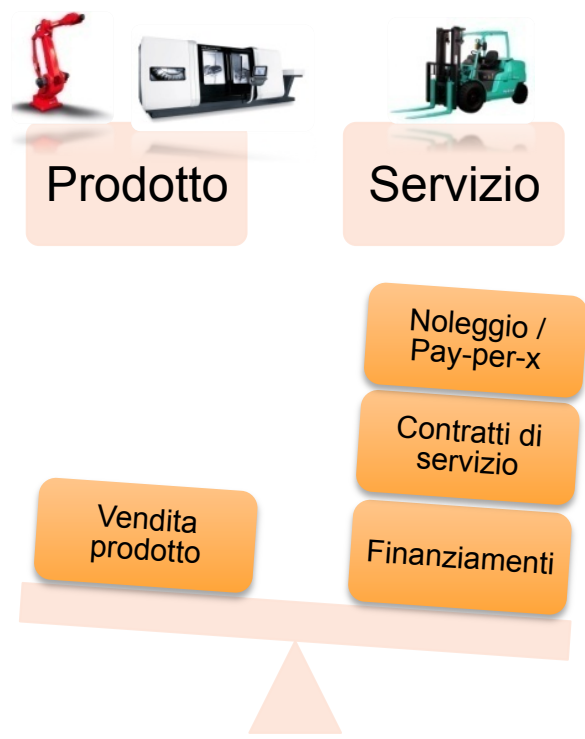 Prodotto
Servizio
Noleggio /
Pay-per-x
Contratti di
servizio
Vendita
prodotto
Finanziamenti